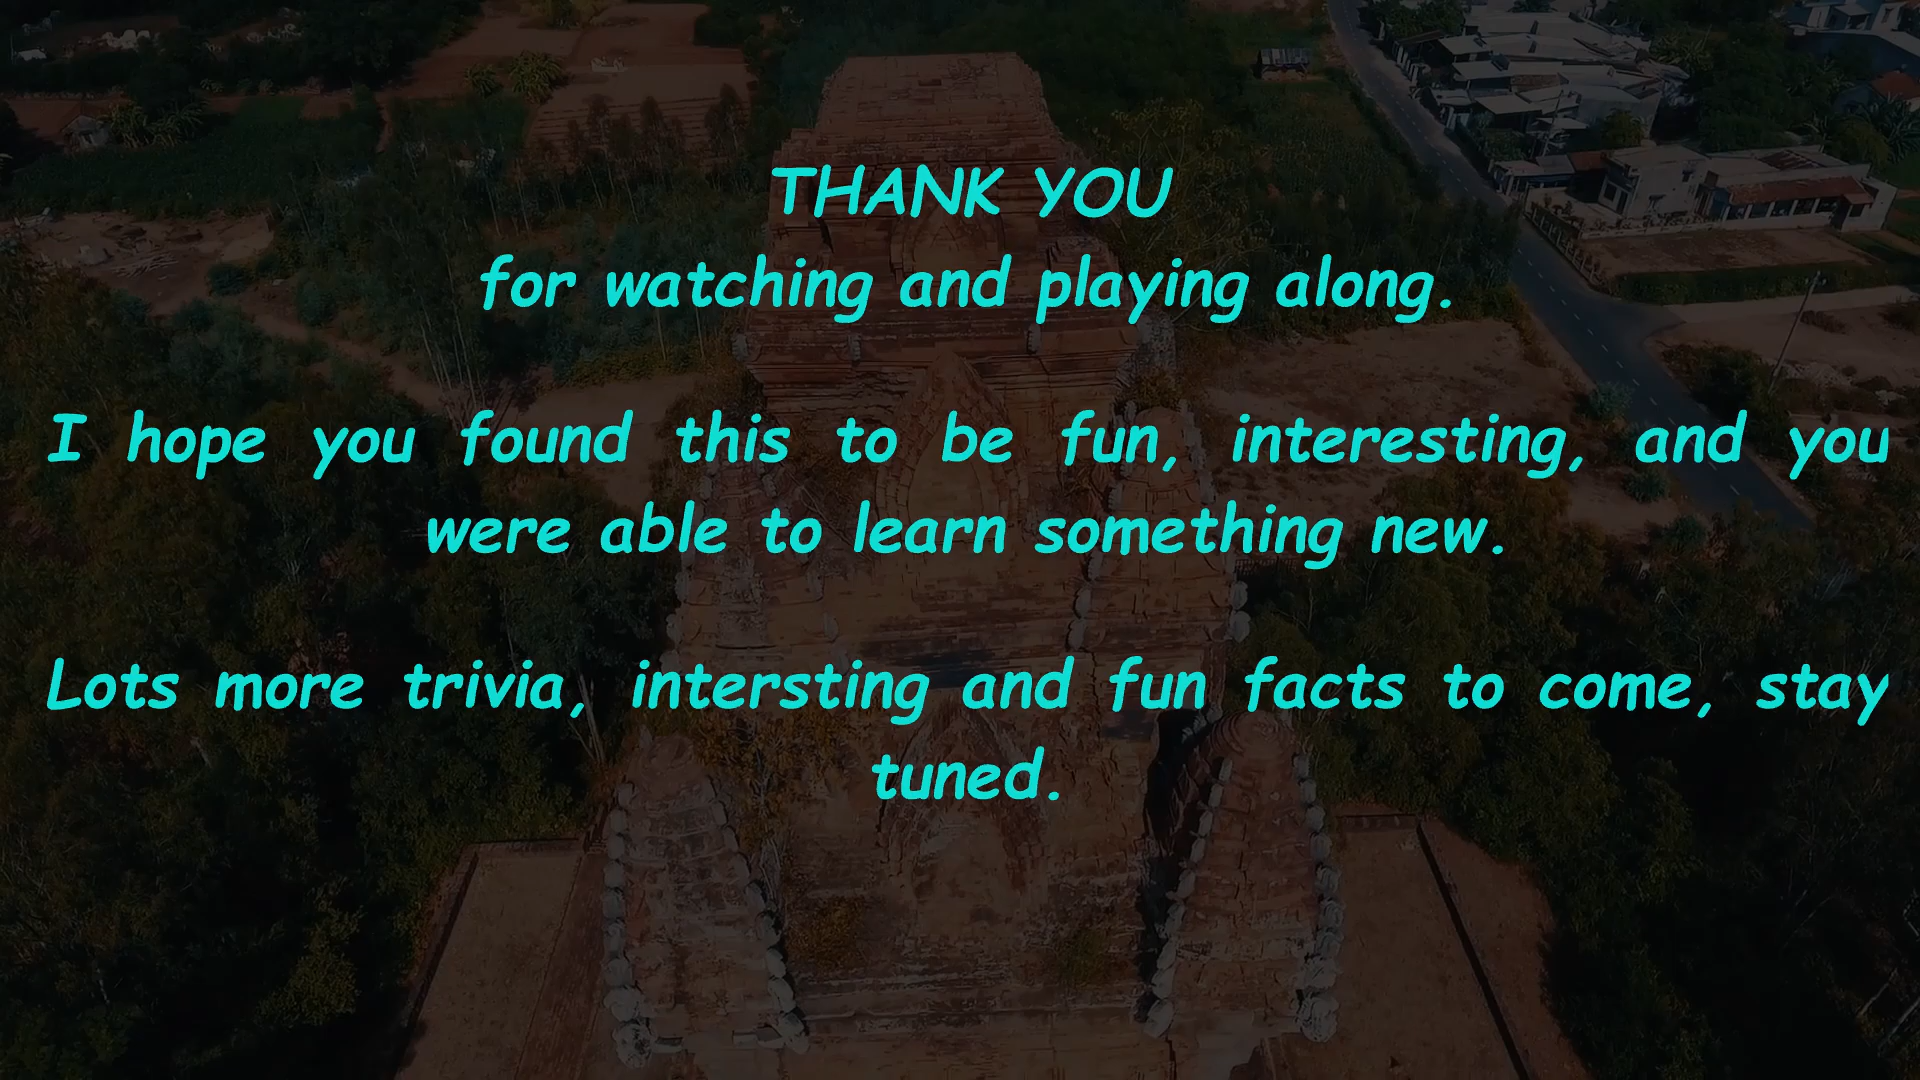 THANK YOU
for watching and playing along.
I hope you found this to be fun, interesting, and you
were able to learn something new.
Lots more trivia, intersting and fun facts to come, stay
tuned.